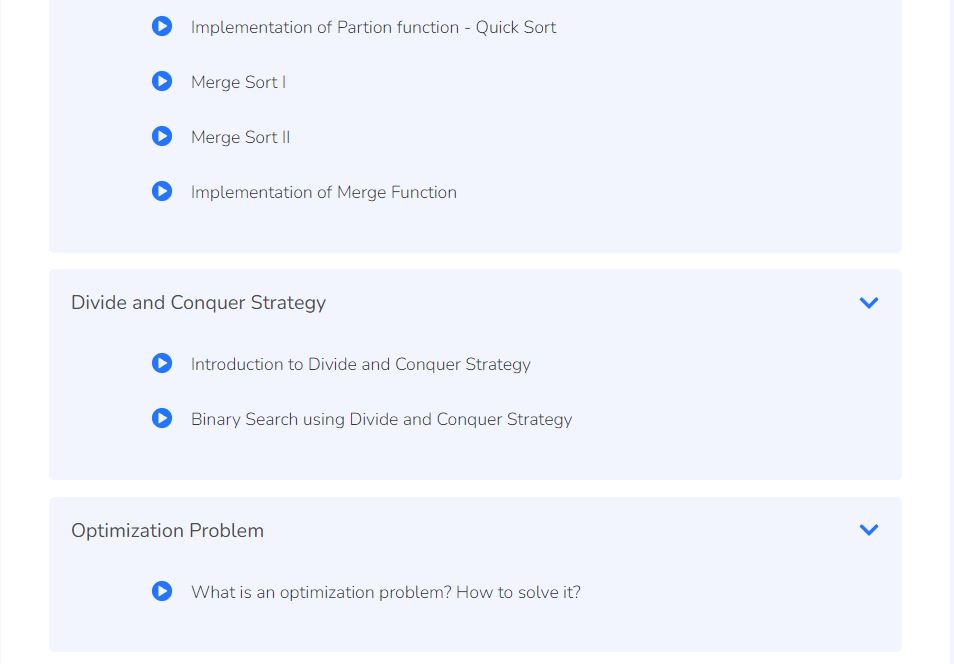 Implementation of Partion function - Quick Sort
Merge Sort I
Merge Sort II
Implementation of Merge Function
Divide and Conquer Strategy
Introduction to Divide and Conquer Strategy
Binary Search using Divide and Conquer Strategy
Optimization Problem
What is an optimization problem? How to solve it?